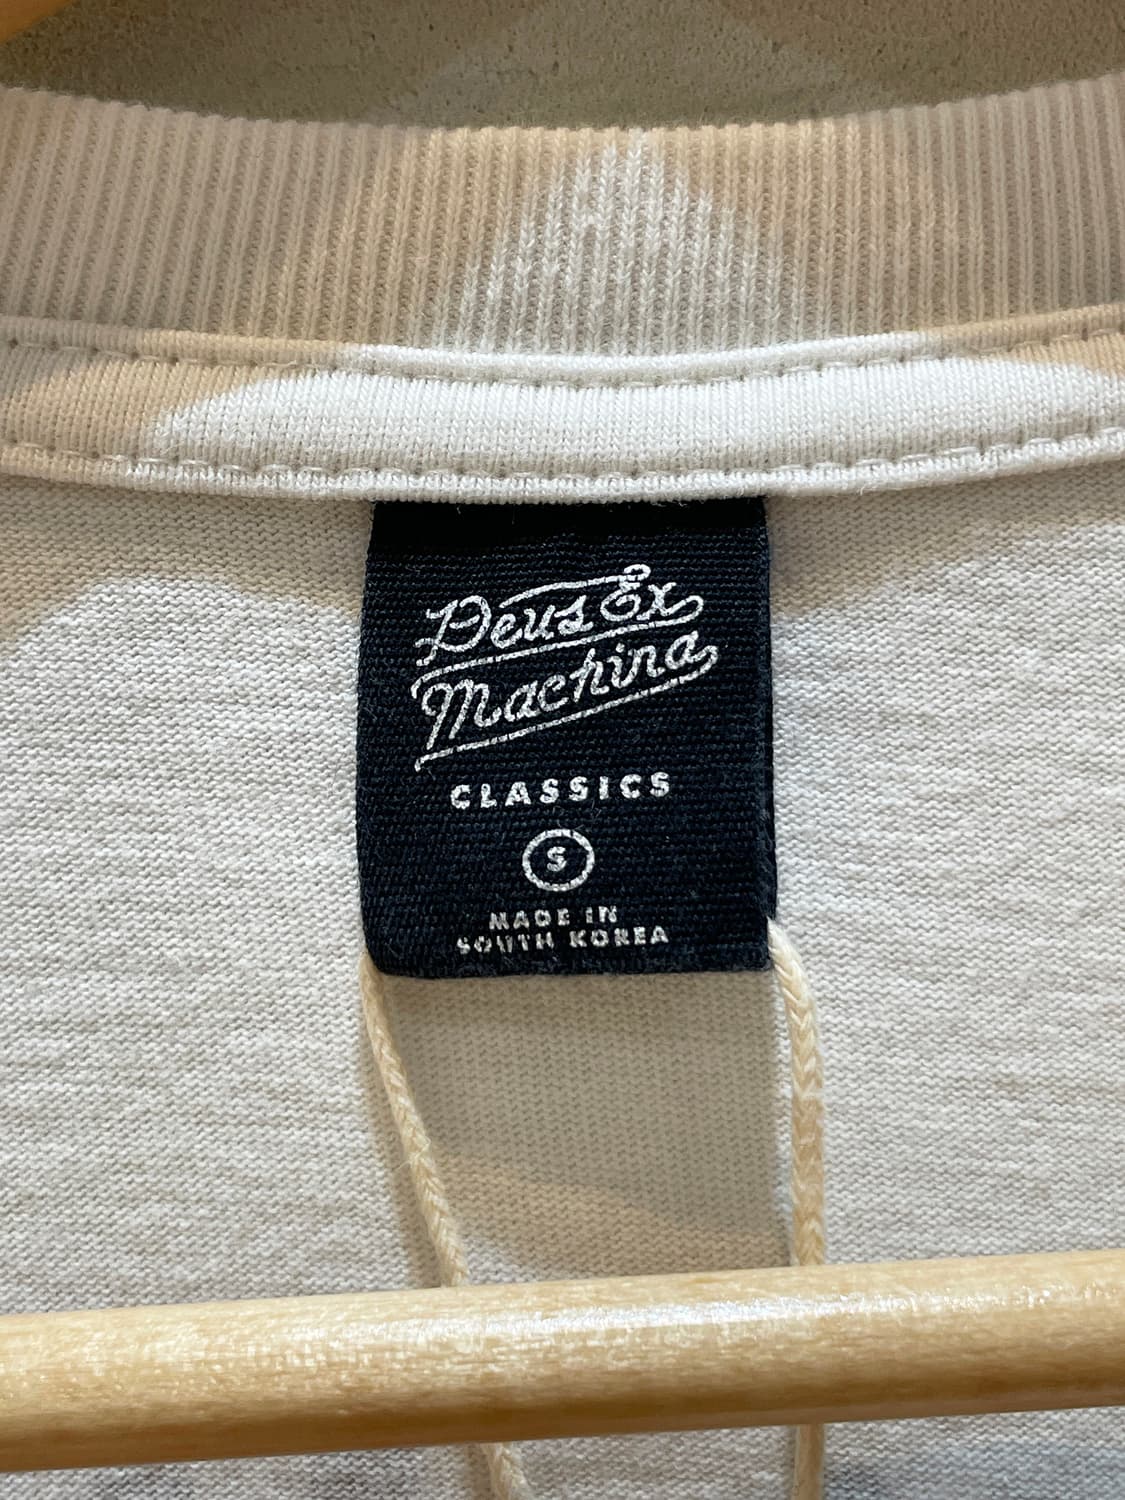 Deus Ex
Machina
CLASSICS
S
MADE IN
SOUTH KOREA